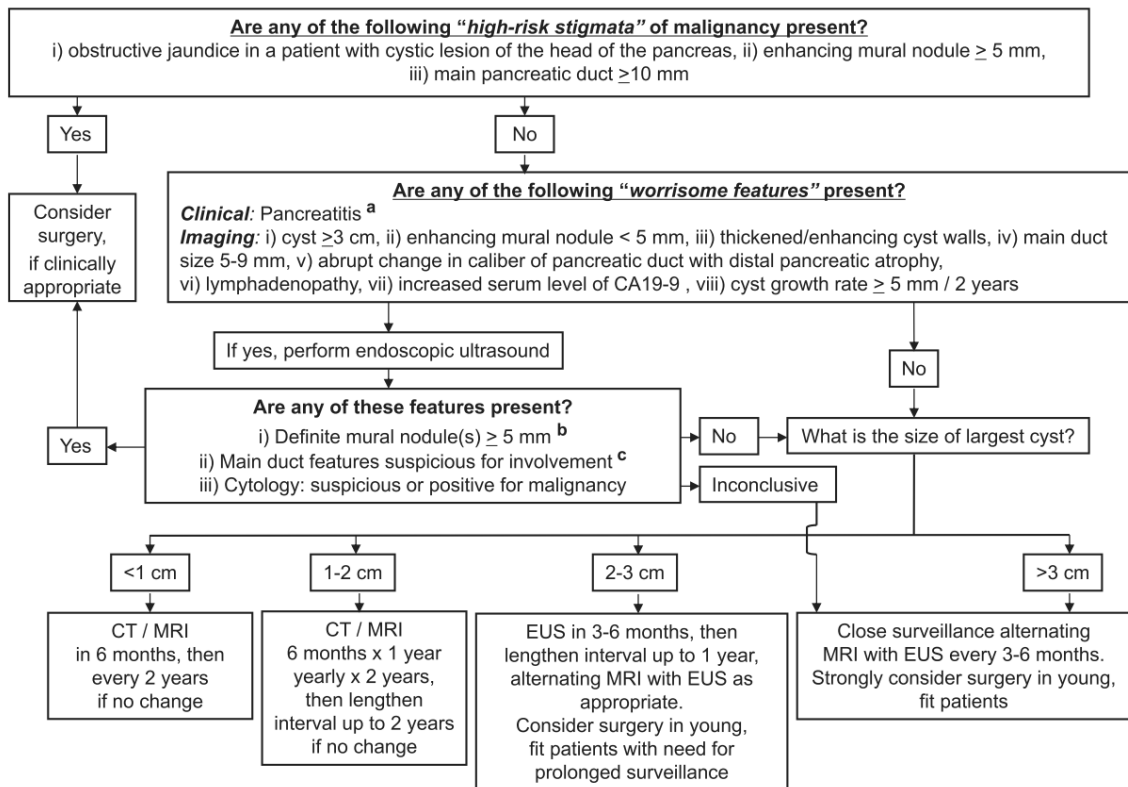 Are any of the following “high-risk stigmata” of malignancy present?
i) obstructive jaundice in a patient with cystic lesion of the head of the pancreas, ii) enhancing mural nodule ≥ 5 mm,
iii) main pancreatic duct ≥10 mm
Yes
No
Consider
surgery,
if clinically
appropriate
Are any of the following “worrisome features” present?
Clinical: Pancreatitis a
Imaging: i) cyst ≥3 cm, ii) enhancing mural nodule < 5 mm, iii) thickened/enhancing cyst walls, iv) main duct
size 5-9 mm, v) abrupt change in caliber of pancreatic duct with distal pancreatic atrophy,
vi) lymphadenopathy, vii) increased serum level of CA19-9 , viii) cyst growth rate ≥ 5 mm / 2 years
If yes, perform endoscopic ultrasound
No
Are any of these features present?
i) Definite mural nodule(s) ≥ 5 mm b
ii) Main duct features suspicious for involvement c
iii) Cytology: suspicious or positive for malignancy
Yes
No
What is the size of largest cyst?
Inconclusive
<1 cm
1-2 cm
2-3 cm
>3 cm
CT / MRI
in 6 months, then
every 2 years
if no change
CT / MRI
6 months x 1 year
yearly x 2 years,
then lengthen
interval up to 2 years
if no change
EUS in 3-6 months, then
lengthen interval up to 1 year,
alternating MRI with EUS as
appropriate.
Consider surgery in young,
fit patients with need for
prolonged surveillance
Close surveillance alternating
MRI with EUS every 3-6 months.
Strongly consider surgery in young,
fit patients